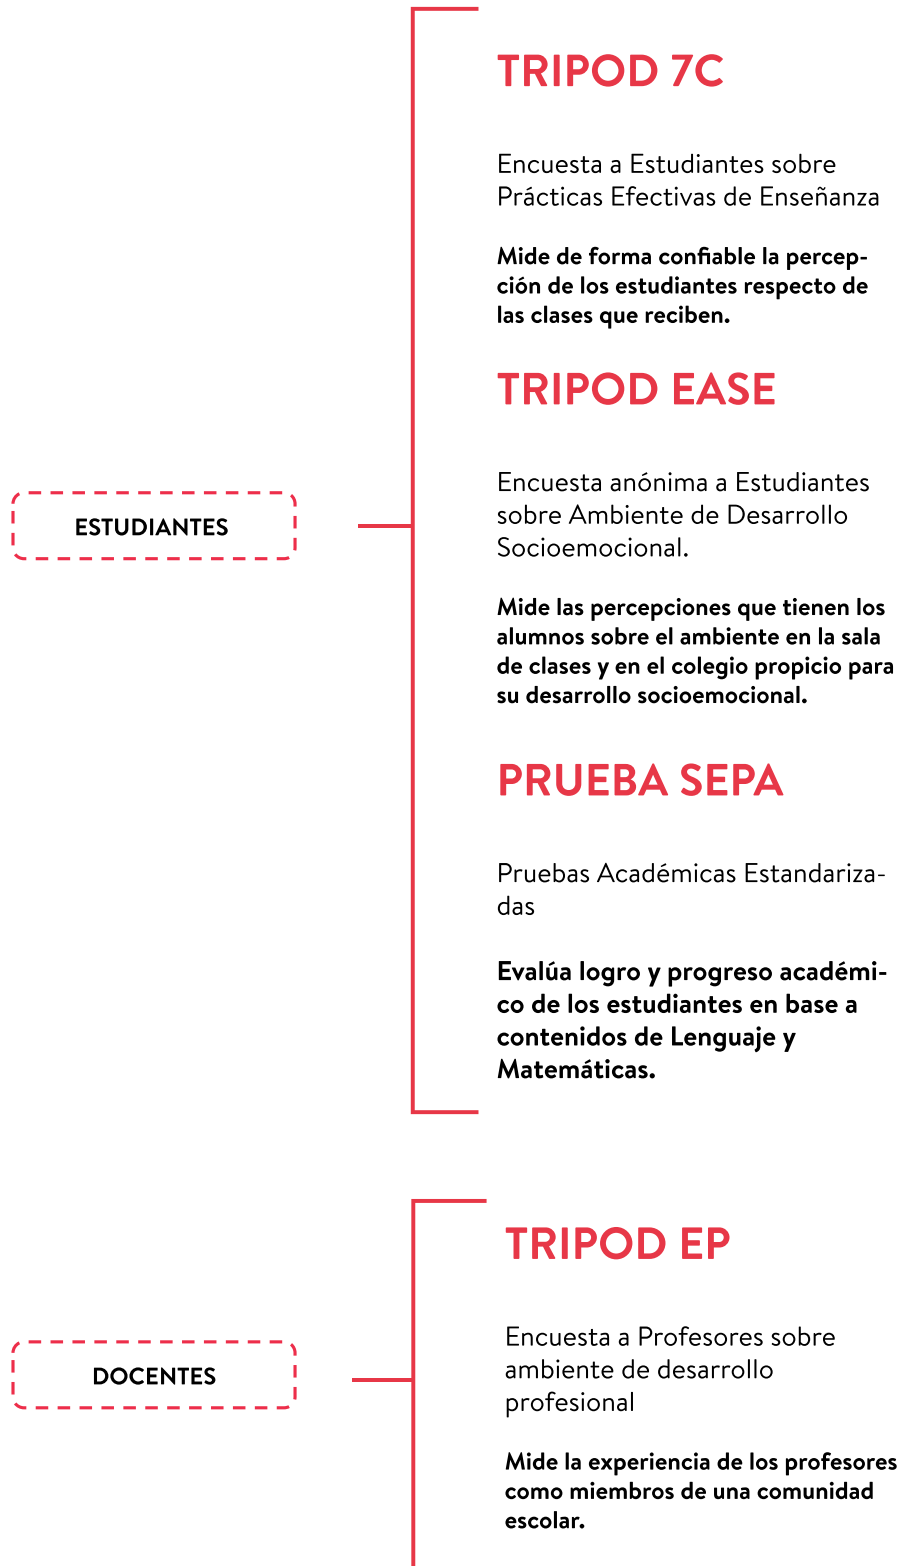 TRIPOD 7C
Encuesta a Estudiantes sobre
Prácticas Efectivas de Enseñanza
Mide de forma confiable la percep-
ción de los estudiantes respecto de
las clases que reciben.
TRIPOD EASE
Encuesta anónima a Estudiantes
sobre Ambiente de Desarrollo
Socioemocional.
Mide las percepciones que tienen los
alumnos sobre el ambiente en la sala
de clases y en el colegio propicio para
su desarrollo socioemocional.
ESTUDIANTES
PRUEBA SEPA
Pruebas Académicas Estandariza-
das
Evalúa logro y progreso académi-
co de los estudiantes en base a
contenidos de Lenguaje y
Matemáticas.
TRIPOD EP
Encuesta a Profesores sobre
ambiente de desarrollo
profesional
DOCENTES
Mide la experiencia de los profesores
como miembros de una comunidad
escolar.